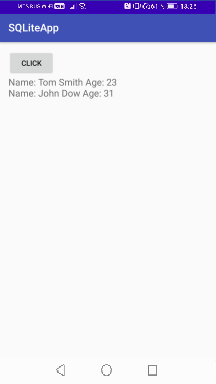 SQLiteApp
CLICK
Name: Tom Smith Age: 23
Name: John Dow Age: 31